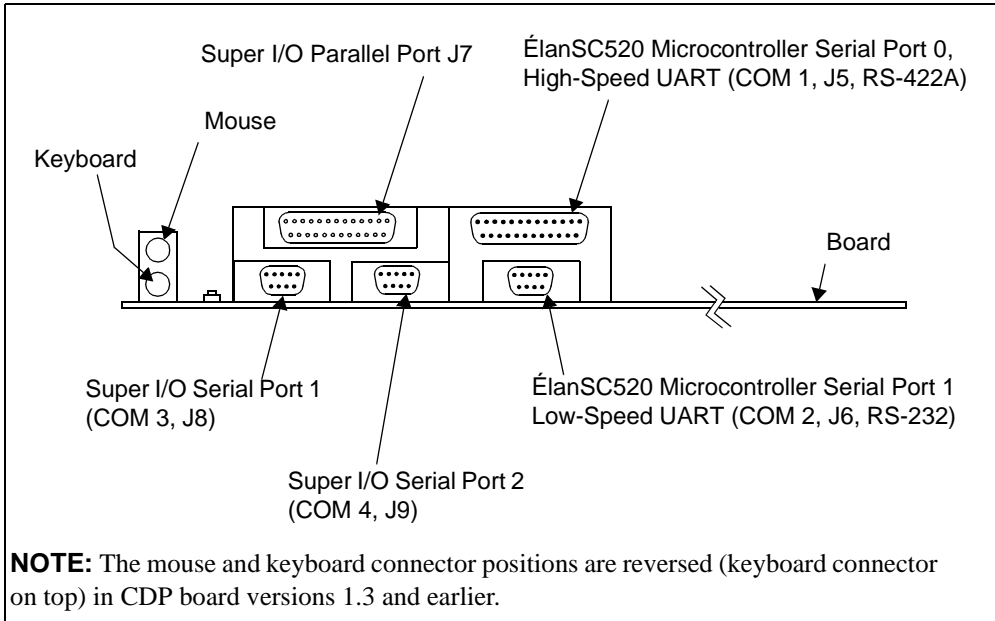 Super I/O Parallel Port J7
ÉlanSC520 Microcontroller Serial Port 0,
High-Speed UART (COM 1, J5, RS-422A)
Mouse
Keyboard
Board
Super I/O Serial Port 1
(COM 3, J8)
ÉlanSC520 Microcontroller Serial Port 1
Low-Speed UART (COM 2, J6, RS-232)
Super I/O Serial Port 2
(COM 4, J9)
NOTE: The mouse and keyboard connector positions are reversed (keyboard connector
on top) in CDP board versions 1.3 and earlier.